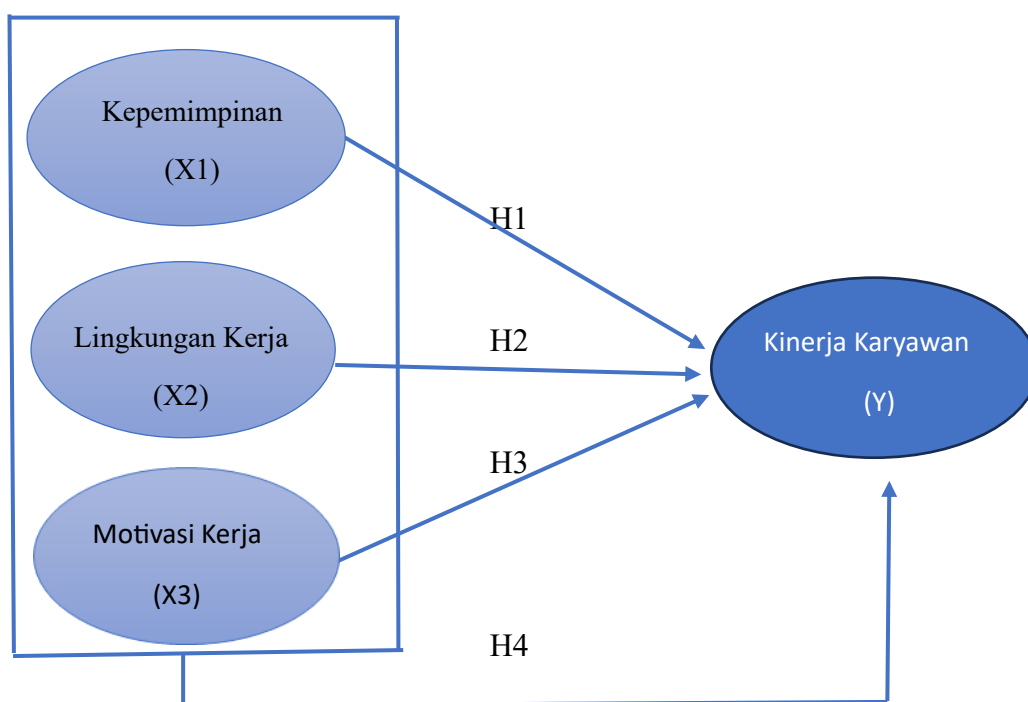 Kepemimpinan
(X1)
H1
Lingkungan Kerja
(X2)
H2
Kinerja Karyawan
(Y)
H3
Motivasi Kerja
(X3)
H4